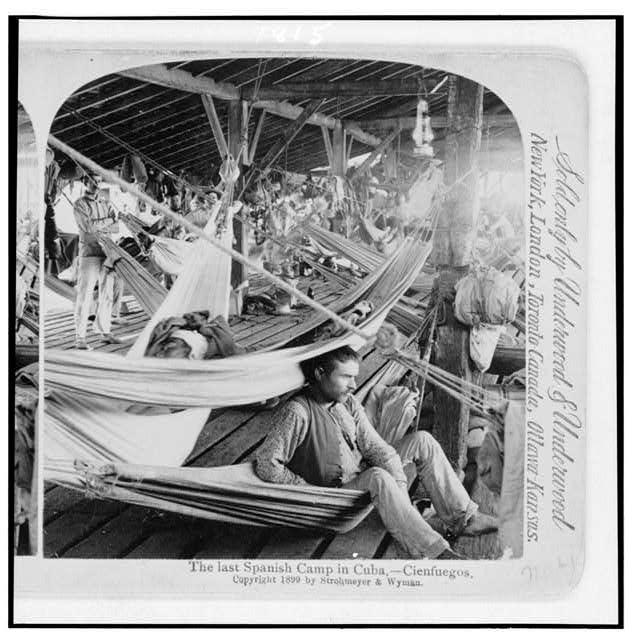 Sold only by Underwood & Underwood
New York, London, Toronto Canada, Ottawa Kansas.
The last Spanish Camp in Cuba,—Cienfuegos.
Copyright 1899 by Strohmeyer & Wyman.